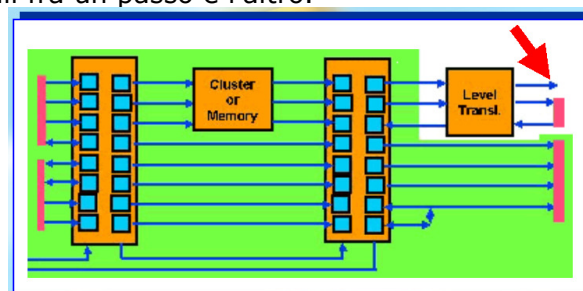 fra un passo e l'altro.
Cluster
or
Memory
Level
Transl.